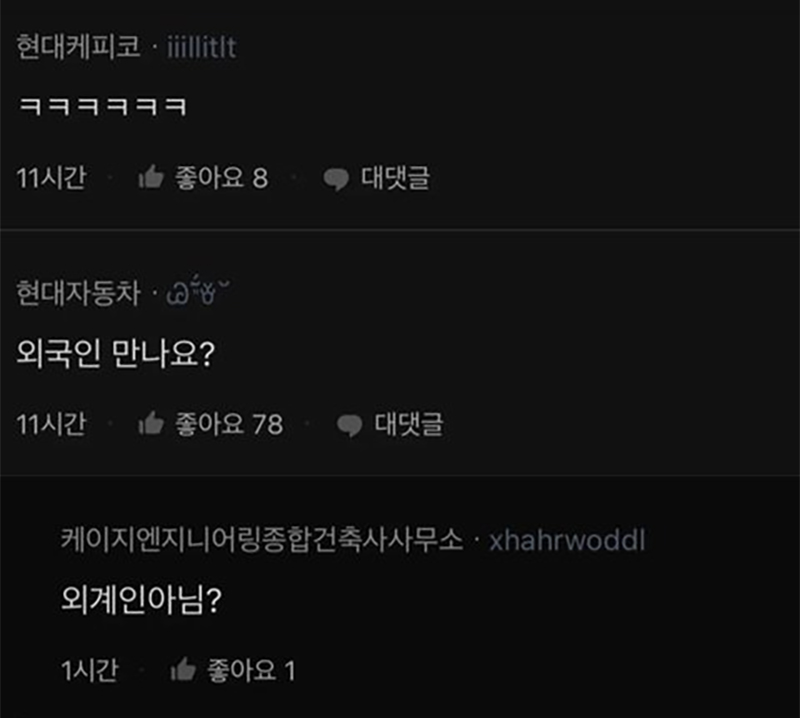 현대케피코 · iiillitlt
ㅋㅋㅋㅋㅋㅋ
11시간 · 좋아요 8 · 대댓글
현대자동차 ·
외국인 만나요?
11시간 · 좋아요 78 · 대댓글
케이지엔지니어링종합건축사사무소 · xhahrwoddl
외계인아님?
1시간 · 좋아요 1